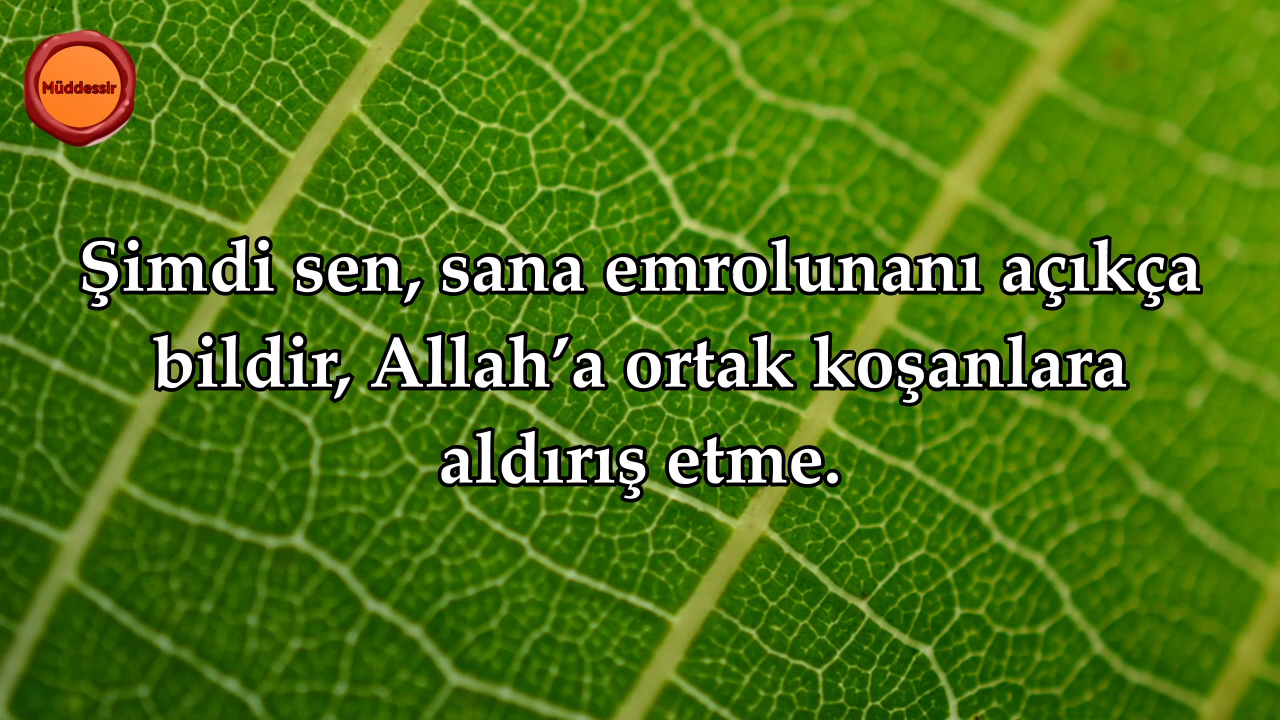 Müddessir
Şimdi sen, sana emrolunanı açıkça
bildir, Allah’a ortak koşanlara
aldırış etme.